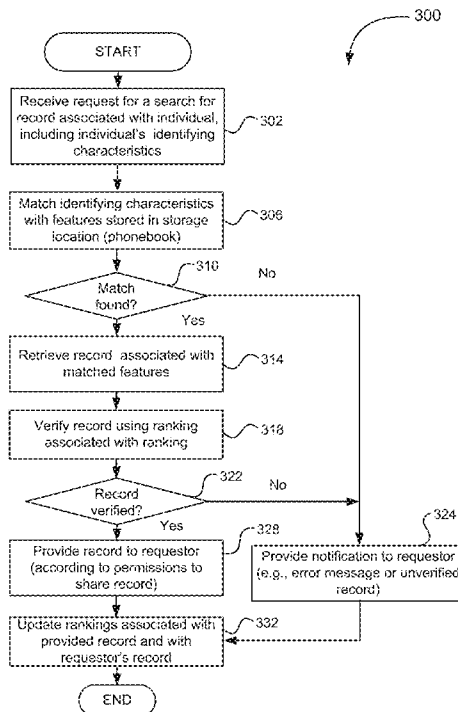 300
START
Receive request for a search for
record associated with individual,
including individual's identifying
characteristics
302
Match identifying characteristics
with features stored in storage
location (phonebook)
306
310
Match
found?
No
Yes
Retrieve record associated with
matched features
314
Verify record using ranking
associated with ranking
318
322
Record
verified?
No
Yes
324
Provide record to requestor
(according to permissions to
share record)
328
Provide notification to requestor
(e.g., error message or unverified
record)
Update rankings associated with
provided record and with
requestor's record
332
END